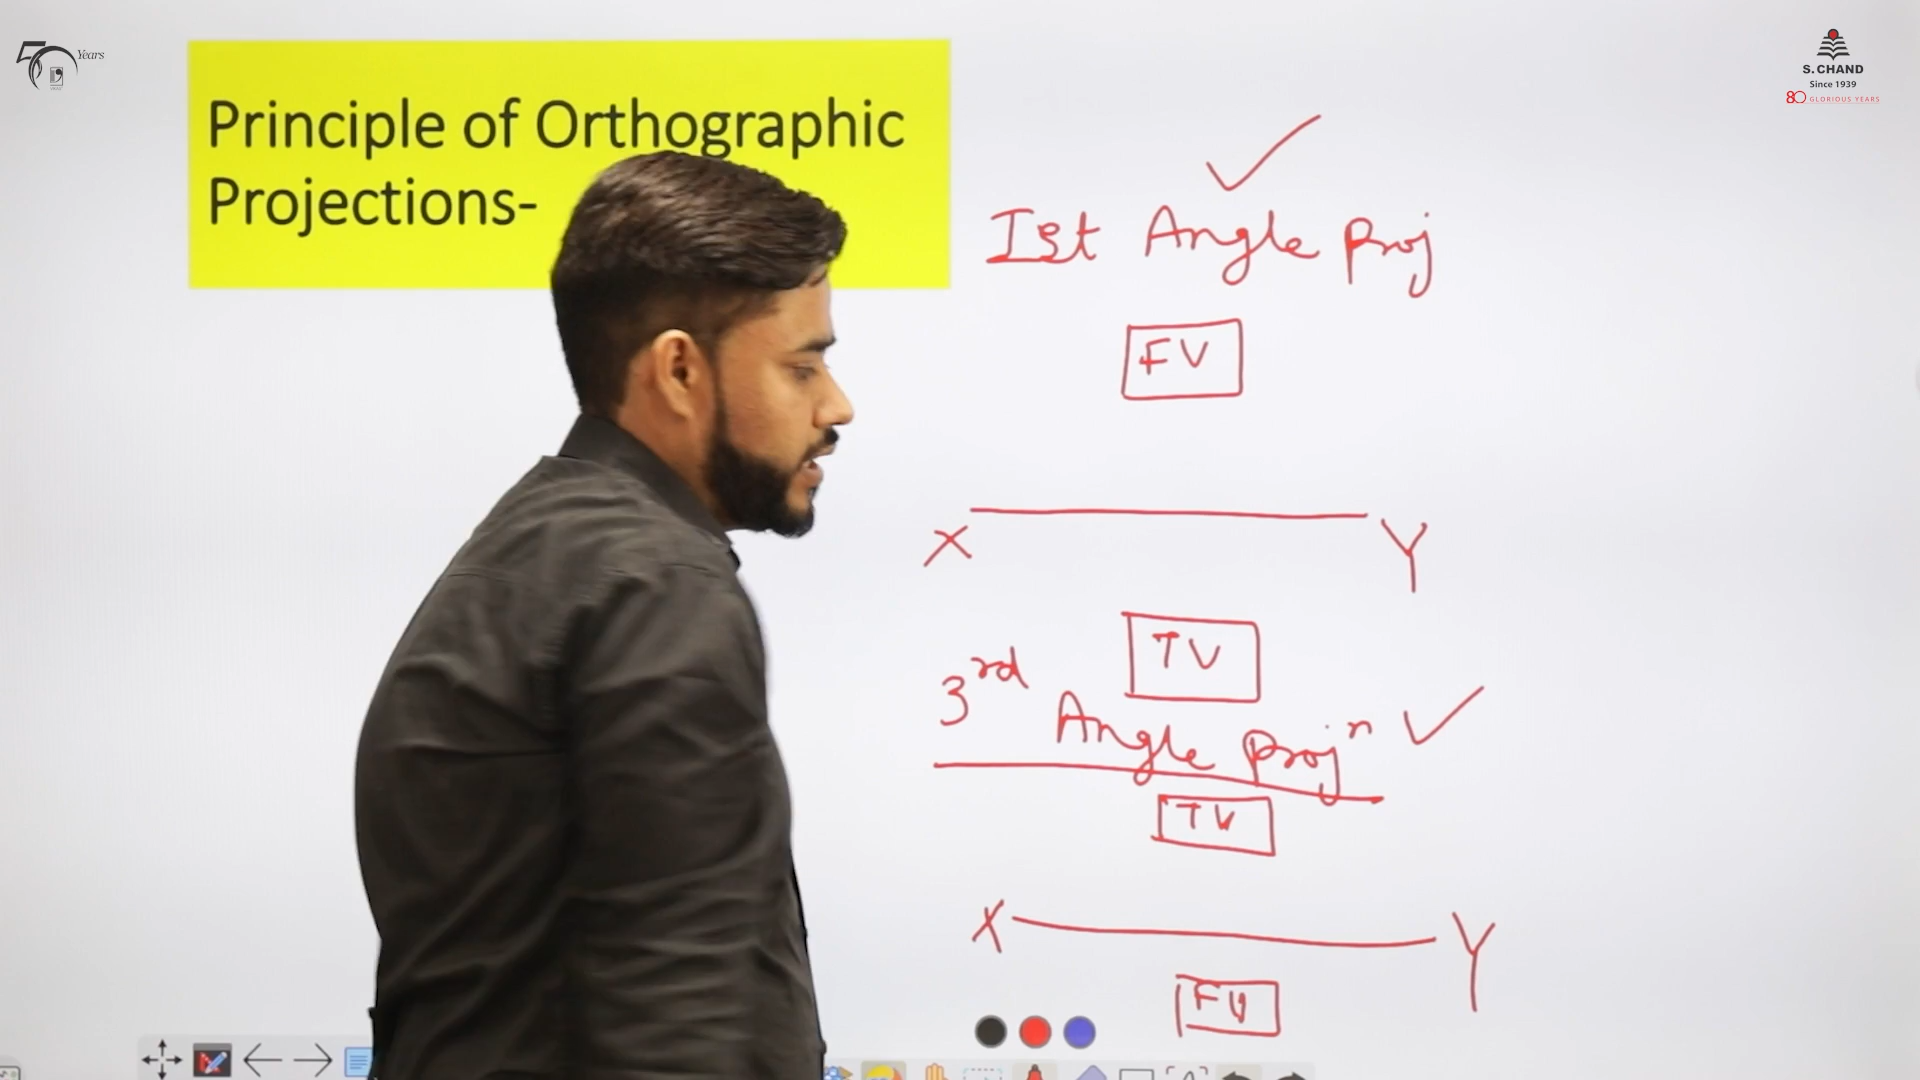 50 Years
S. CHAND
Since 1939
80 GLORIOUS YEARS
Principle of Orthographic
Projections-
Ist Angle Proj
FV
X Y
TV
3rd Angle Projn
TV
X Y
FV